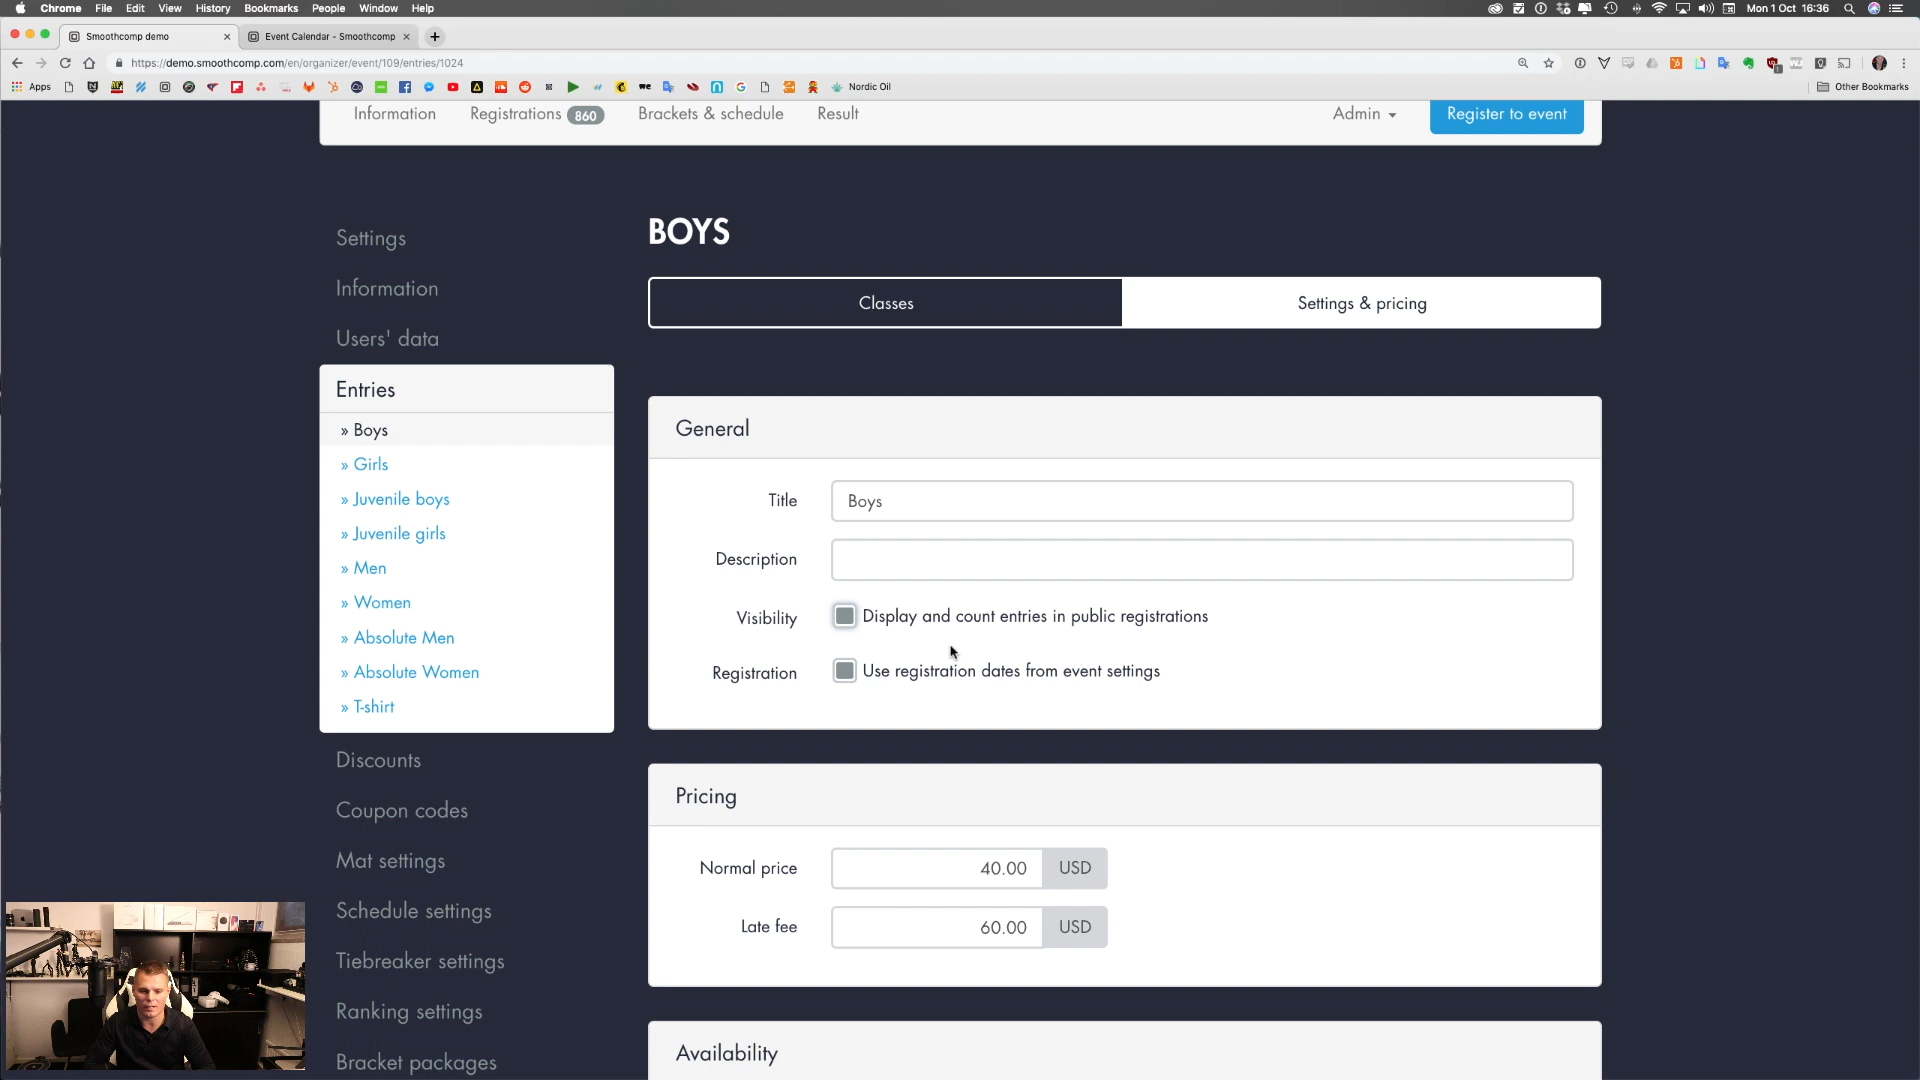 Chrome File Edit View History Bookmarks People Window Help Mon 1 Oct 16:36
Smoothcomp demo Event Calendar - Smoothcomp
https://demo.smoothcomp.com/en/organizer/event/109/entries/1024
Apps Nordic Oil Other Bookmarks
Information Registrations 860 Brackets & schedule Result Admin Register to event
BOYS
Classes Settings & pricing
Settings
Information
Users' data
Entries
» Boys
» Girls
» Juvenile boys
» Juvenile girls
» Men
» Women
» Absolute Men
» Absolute Women
» T-shirt
Discounts
Coupon codes
Mat settings
Schedule settings
Tiebreaker settings
Ranking settings
Bracket packages
General
Title Boys
Description
Visibility Display and count entries in public registrations
Registration Use registration dates from event settings
Pricing
Normal price 40.00 USD
Late fee 60.00 USD
Availability